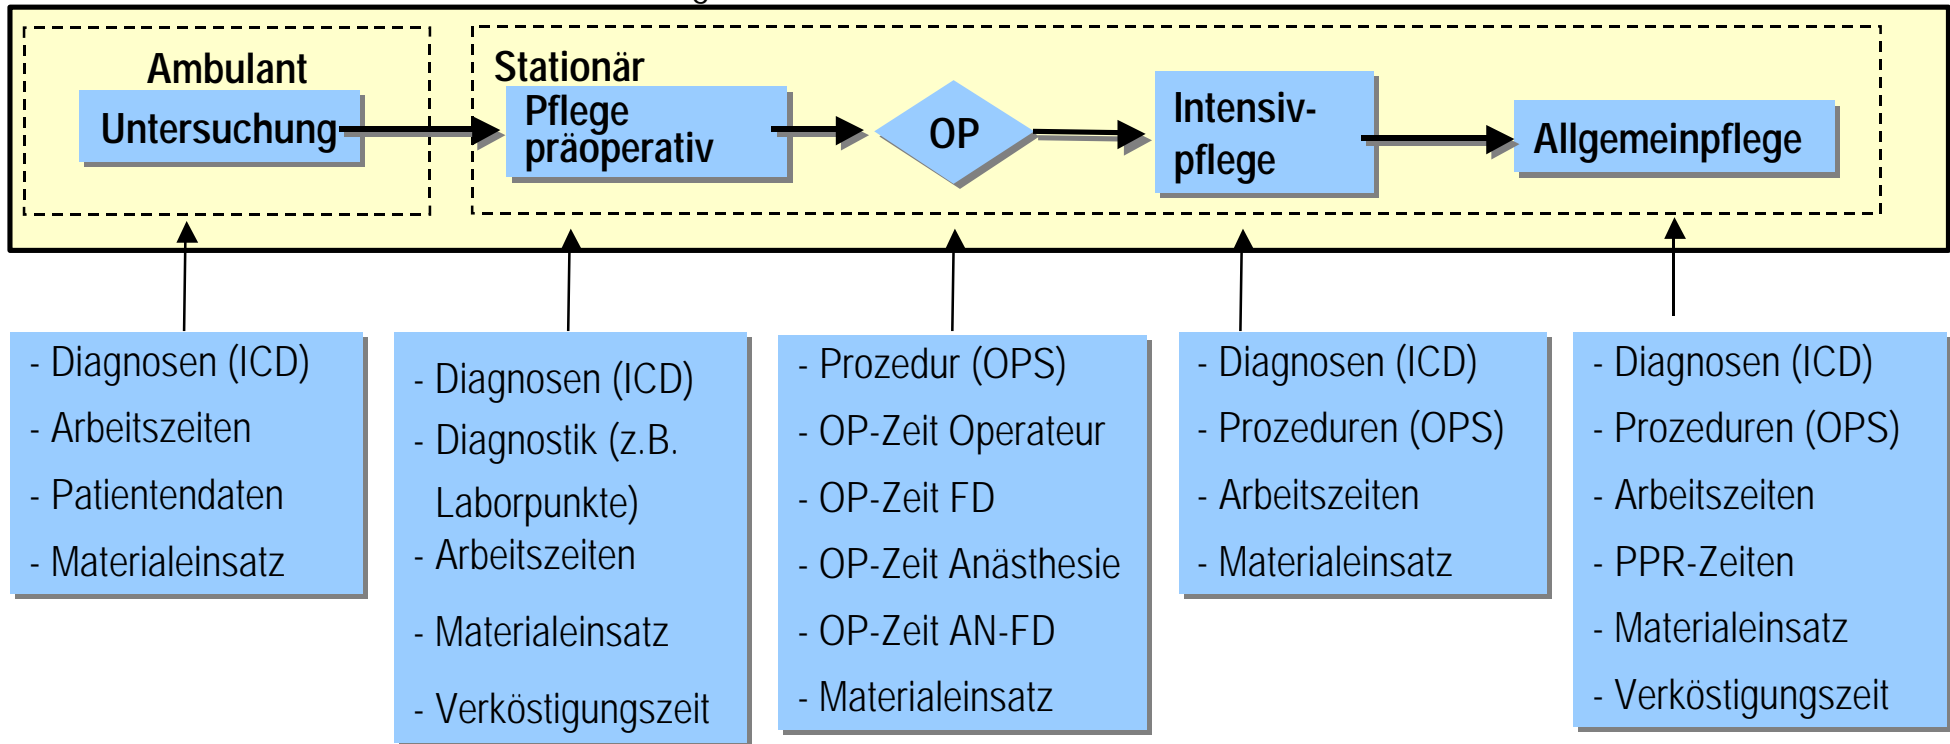 Ambulant
Untersuchung
Stationär
Pflege
präoperativ
OP
Intensiv-
pflege
Allgemeinpflege
- Diagnosen (ICD)
- Arbeitszeiten
- Patientendaten
- Materialeinsatz
- Diagnosen (ICD)
- Diagnostik (z.B.
Laborpunkte)
- Arbeitszeiten
- Materialeinsatz
- Verköstigungszeit
- Prozedur (OPS)
- OP-Zeit Operateur
- OP-Zeit FD
- OP-Zeit Anästhesie
- OP-Zeit AN-FD
- Materialeinsatz
- Diagnosen (ICD)
- Prozeduren (OPS)
- Arbeitszeiten
- Materialeinsatz
- Diagnosen (ICD)
- Prozeduren (OPS)
- Arbeitszeiten
- PPR-Zeiten
- Materialeinsatz
- Verköstigungszeit